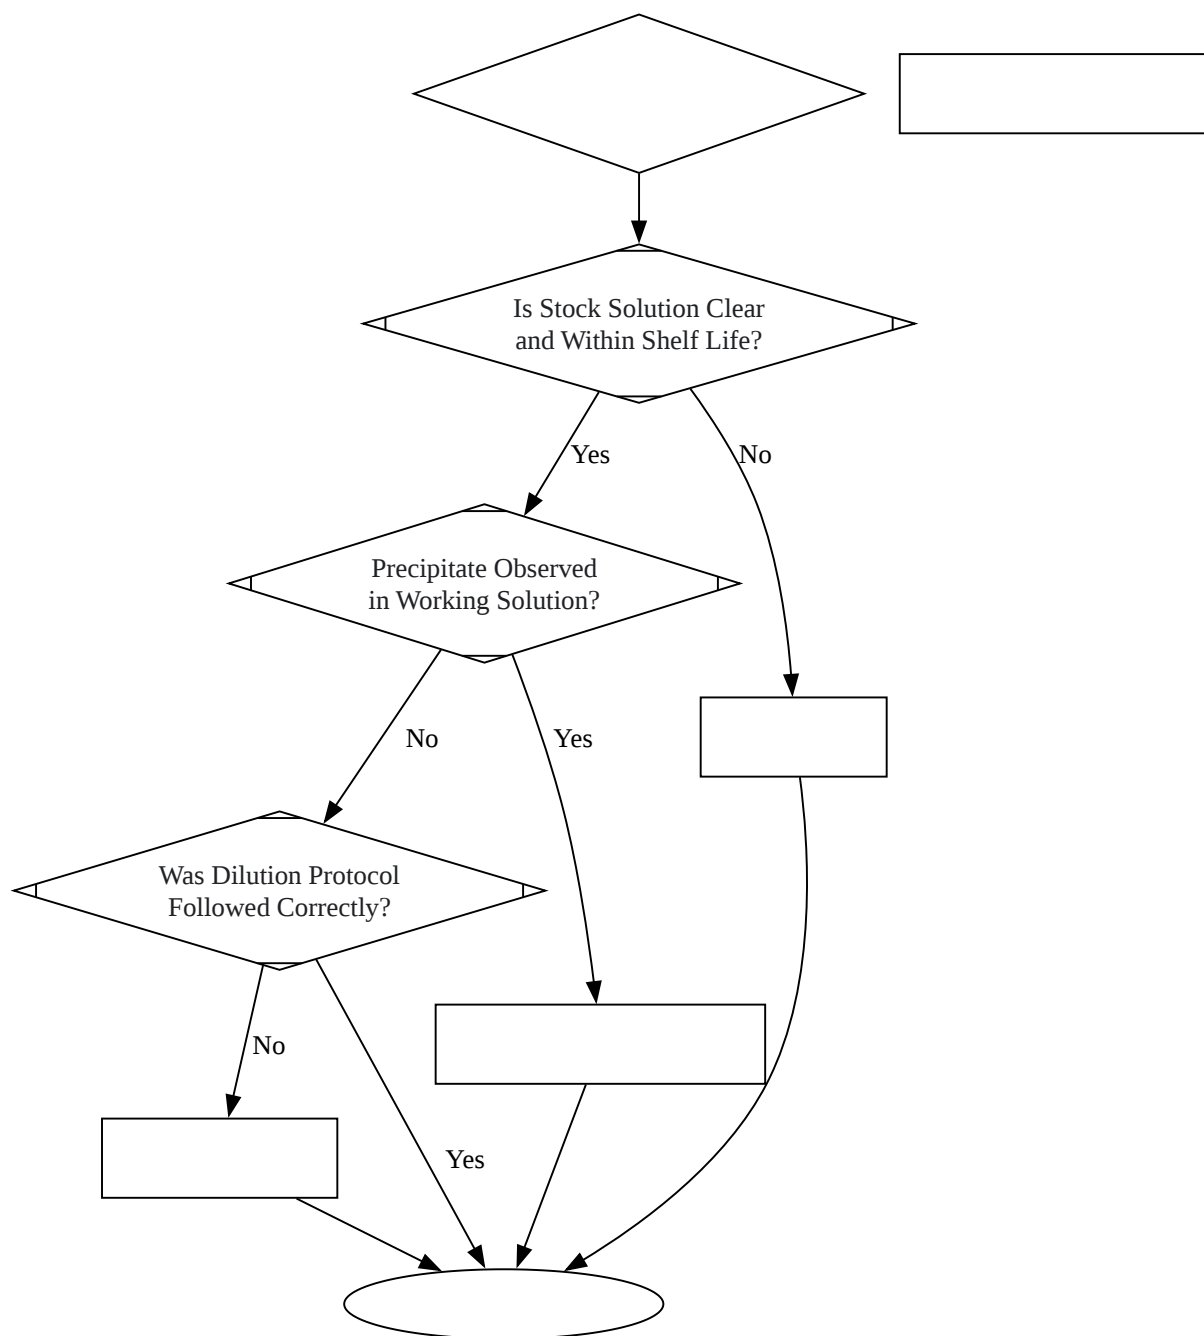 Is Stock Solution Clear
and Within Shelf Life?
Yes
No
Precipitate Observed
in Working Solution?
No
Yes
Was Dilution Protocol
Followed Correctly?
No
Yes